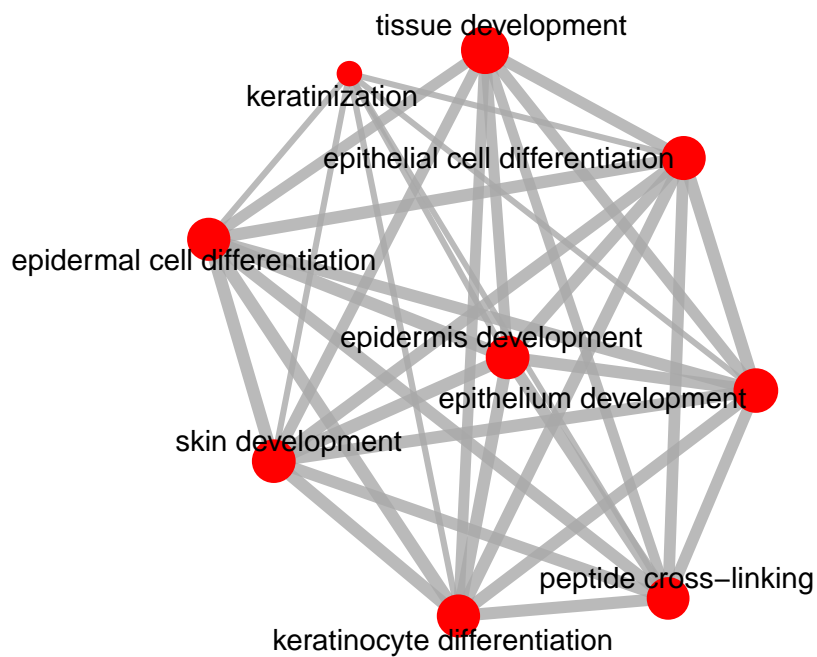 tissue development
keratinization
epithelial cell differentiation
epidermal cell differentiation
epidermis development
epithelium development
skin development
peptide cross−linking
keratinocyte differentiation